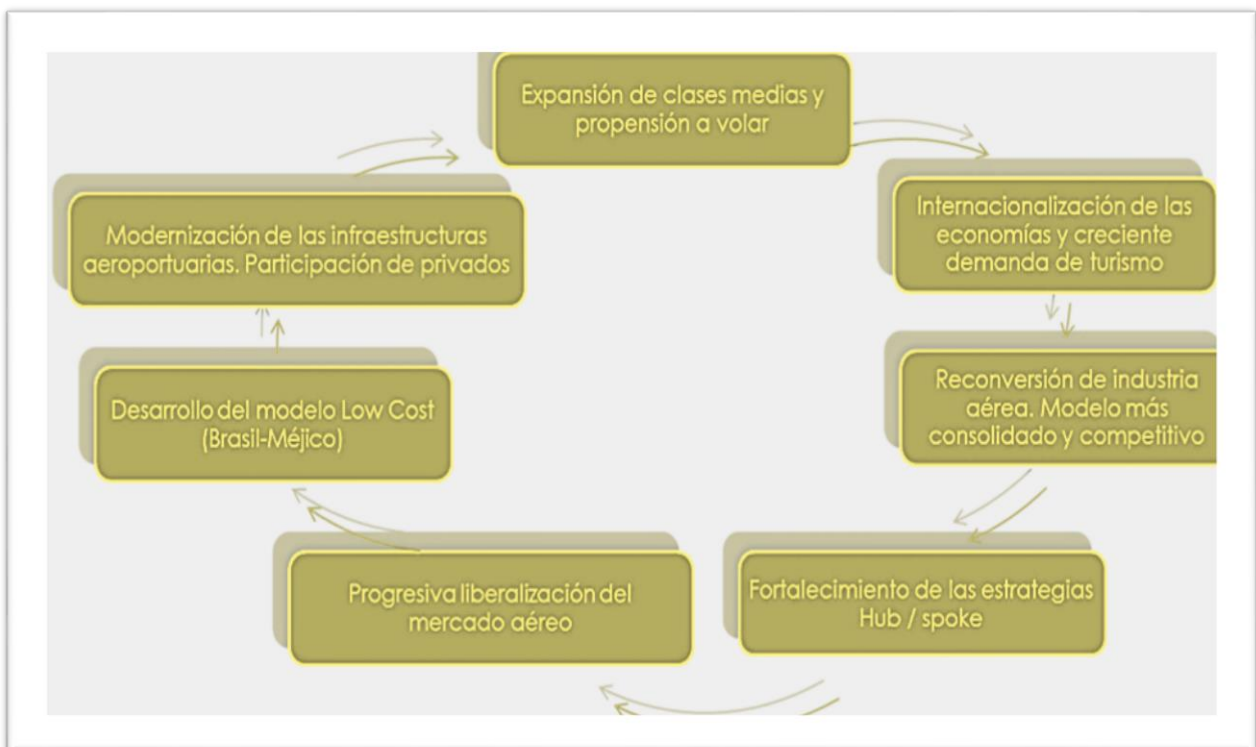 Expansión de clases medias y
propensión a volar
Internacionalización de las
economías y creciente
demanda de turismo
Reconversión de industria
aérea. Modelo más
consolidado y competitivo
Fortalecimiento de las estrategias
Hub / spoke
Progresiva liberalización del
mercado aéreo
Desarrollo del modelo Low Cost
(Brasil-Méjico)
Modernización de las infraestructuras
aeroportuarias. Participación de privados